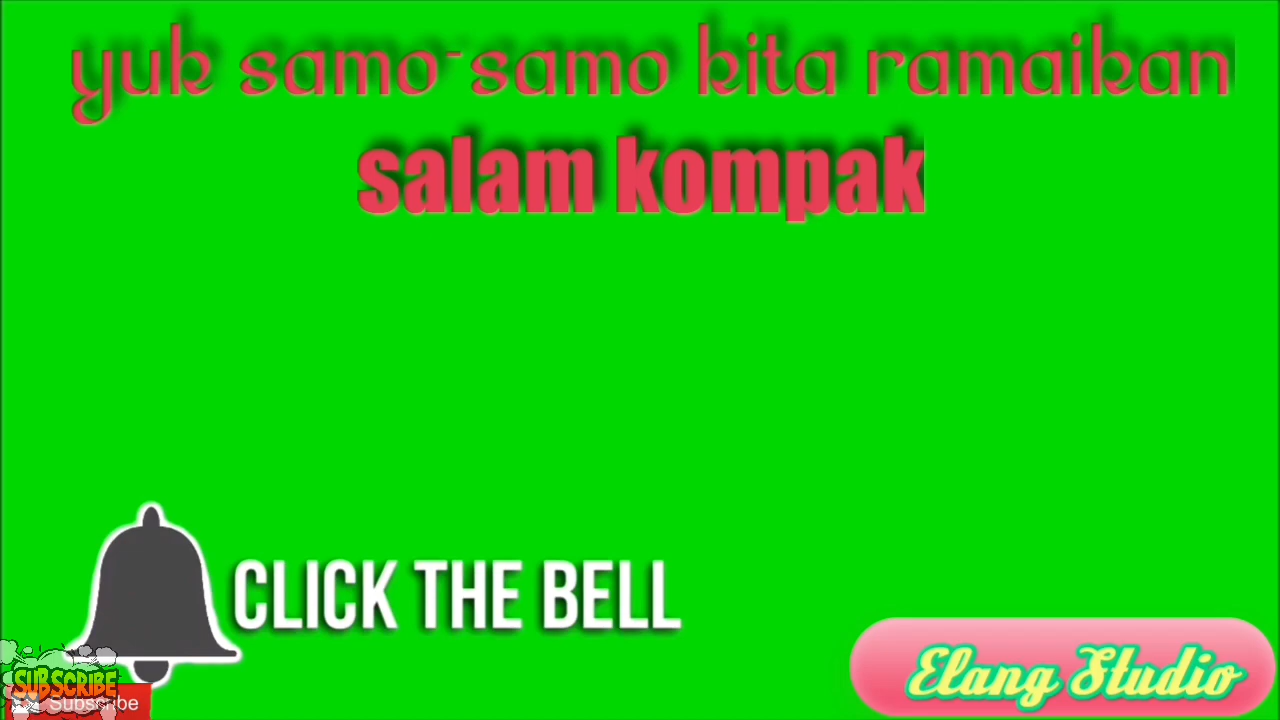 yuk samo-samo kita ramaikan
salam kompak
CLICK THE BELL
SUBSCRIBE
Subscribe
Elang Studio